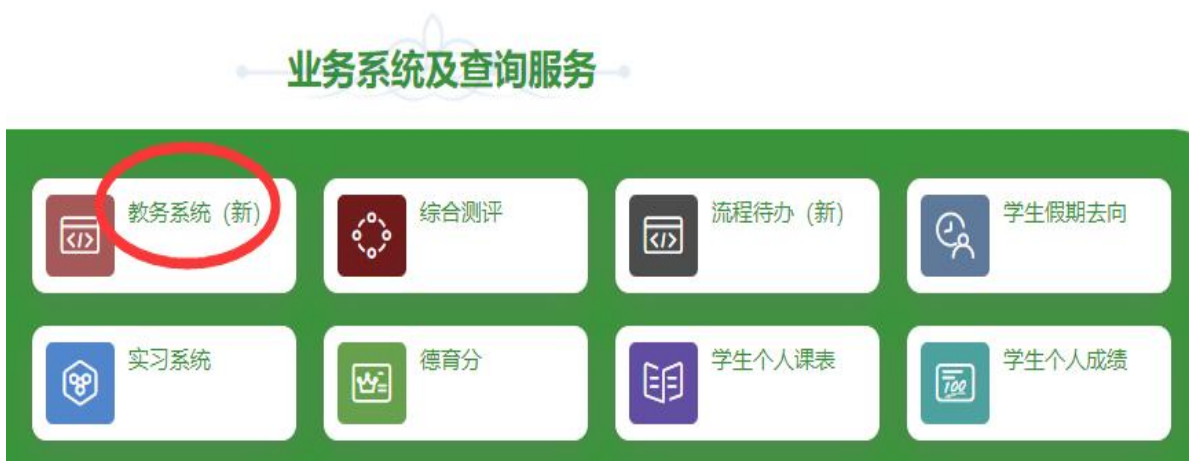 业务系统及查询服务
教务系统（新）
综合测评
流程待办（新）
学生假期去向
实习系统
德育分
学生个人课表
学生个人成绩
100